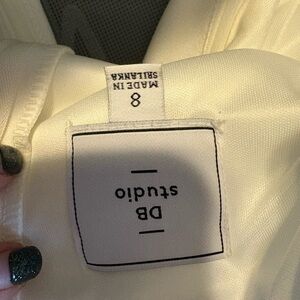 DB
studio
8
MADE IN
SRI LANKA